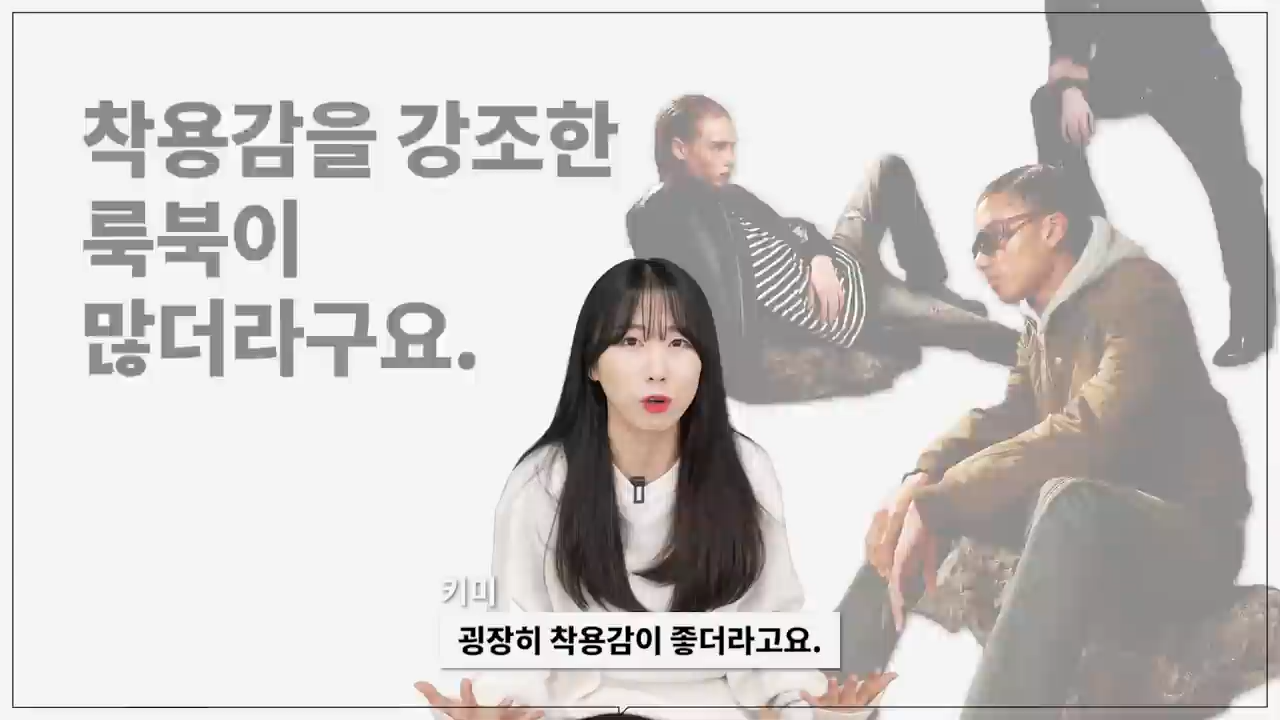 착용감을 강조한
룩북이
많더라구요.
키미
굉장히 착용감이 좋더라고요.